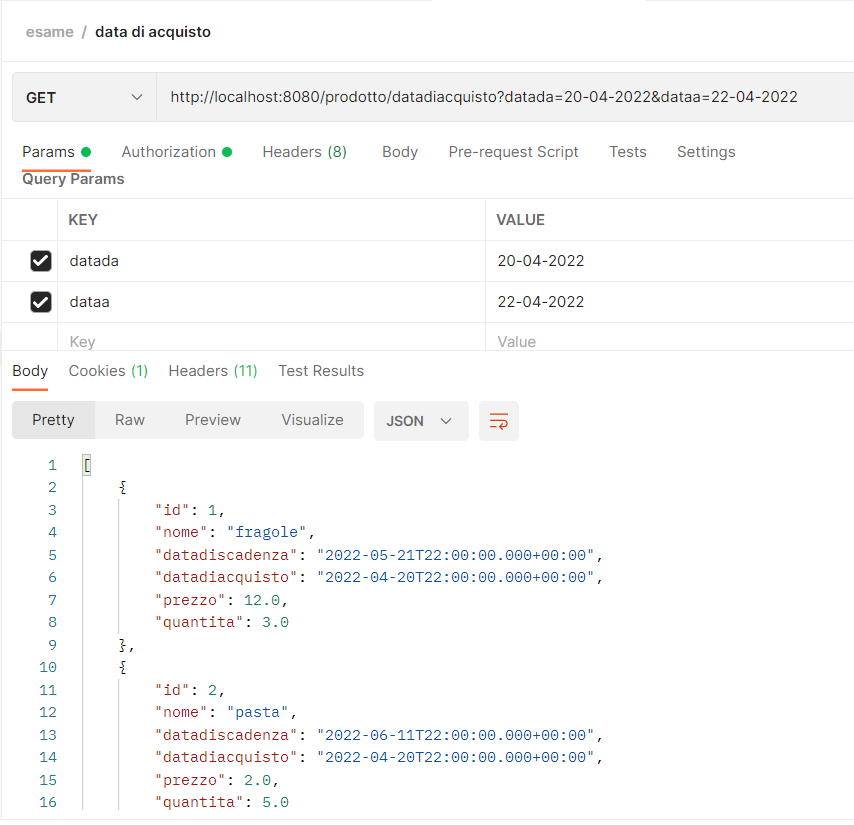 esame / data di acquisto
GET http://localhost:8080/prodotto/datadiacquisto?datada=20-04-2022&dataa=22-04-2022
Params Authorization Headers (8) Body Pre-request Script Tests Settings
Query Params
KEY VALUE
datada 20-04-2022
dataa 22-04-2022
Key Value
Body Cookies (1) Headers (11) Test Results
Pretty Raw Preview Visualize JSON
1 [
2 {
3 "id": 1,
4 "nome": "fragole",
5 "datadiscadenza": "2022-05-21T22:00:00.000+00:00",
6 "datadiacquisto": "2022-04-20T22:00:00.000+00:00",
7 "prezzo": 12.0,
8 "quantita": 3.0
9 },
10 {
11 "id": 2,
12 "nome": "pasta",
13 "datadiscadenza": "2022-06-11T22:00:00.000+00:00",
14 "datadiacquisto": "2022-04-20T22:00:00.000+00:00",
15 "prezzo": 2.0,
16 "quantita": 5.0